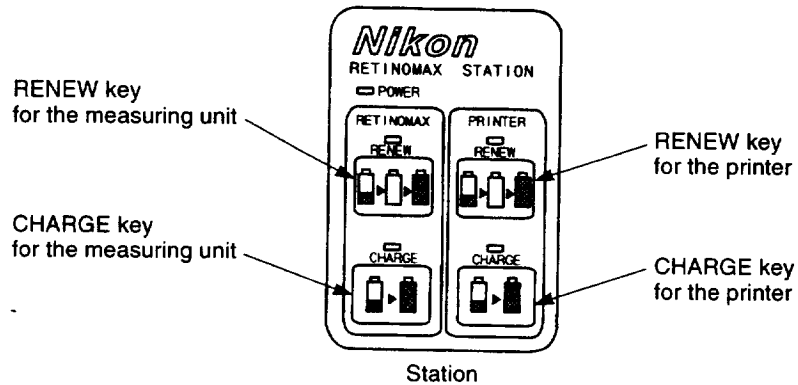 Nikon
RETINOMAX STATION
POWER
RETINOMAX
RENEW
CHARGE
PRINTER
RENEW
CHARGE
RENEW key
for the measuring unit
CHARGE key
for the measuring unit
RENEW key
for the printer
CHARGE key
for the printer
Station